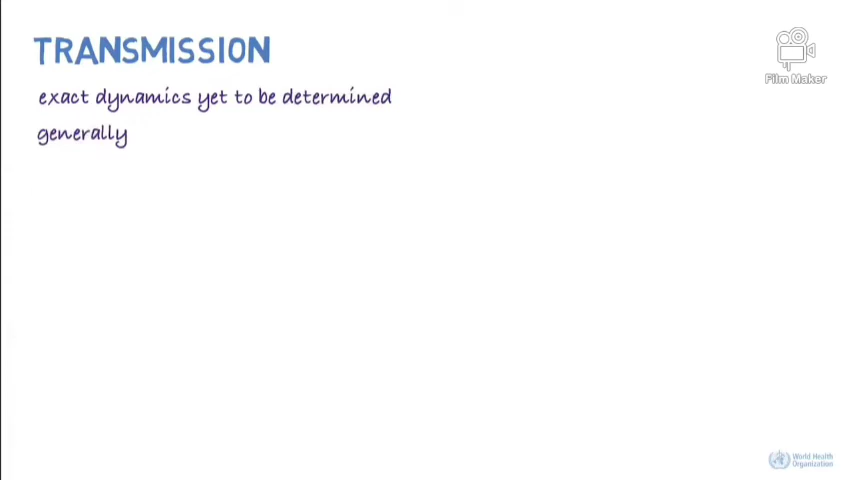 TRANSMISSION
exact dynamics yet to be determined
generally
Film Maker
World Health
Organization